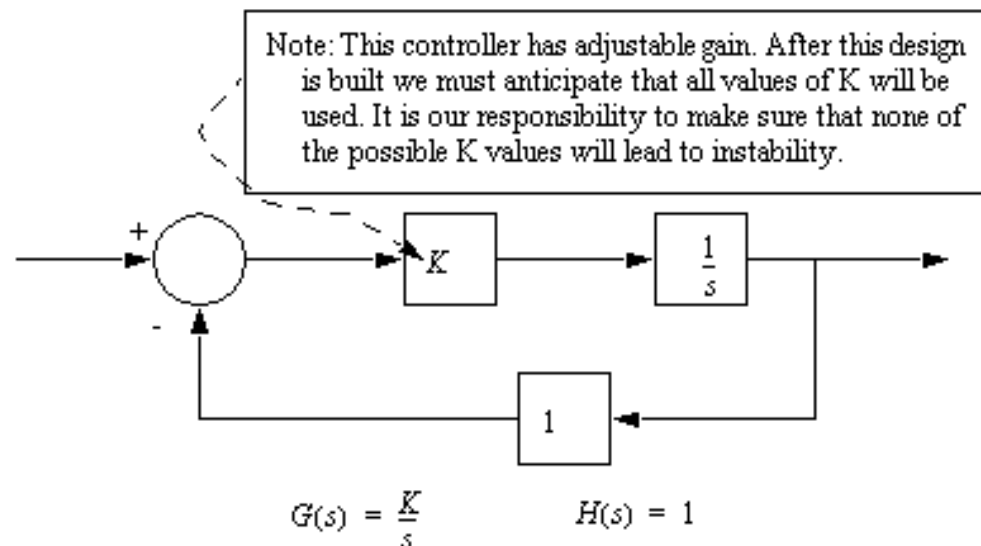 Note: This controller has adjustable gain. After this design
is built we must anticipate that all values of K will be
used. It is our responsibility to make sure that none of
the possible K values will lead to instability.
+
K
1
s
-
1
G(s) = K/s
H(s) = 1